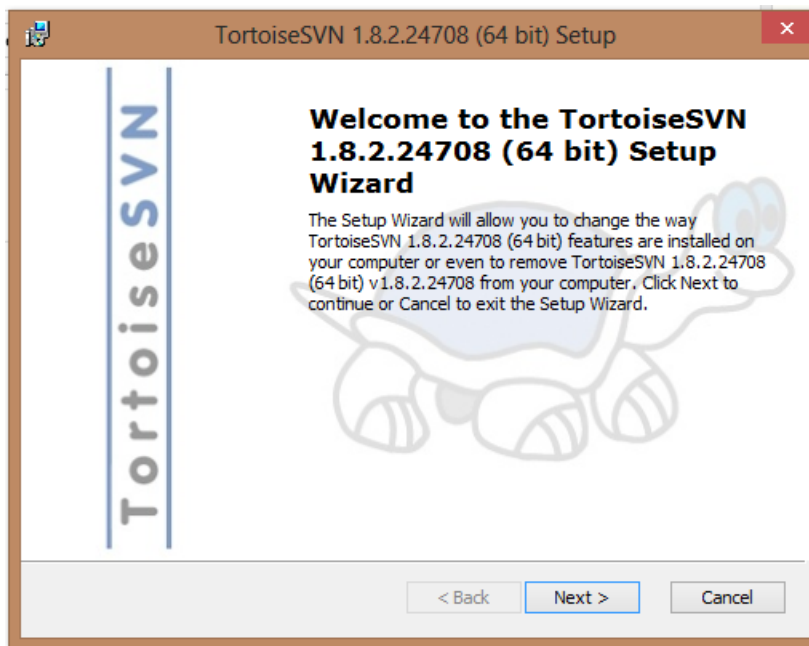 TortoiseSVN 1.8.2.24708 (64 bit) Setup
TortoiseSVN
Welcome to the TortoiseSVN
1.8.2.24708 (64 bit) Setup
Wizard
The Setup Wizard will allow you to change the way
TortoiseSVN 1.8.2.24708 (64 bit) features are installed on
your computer or even to remove TortoiseSVN 1.8.2.24708
(64 bit) v1.8.2.24708 from your computer. Click Next to
continue or Cancel to exit the Setup Wizard.
< Back
Next >
Cancel